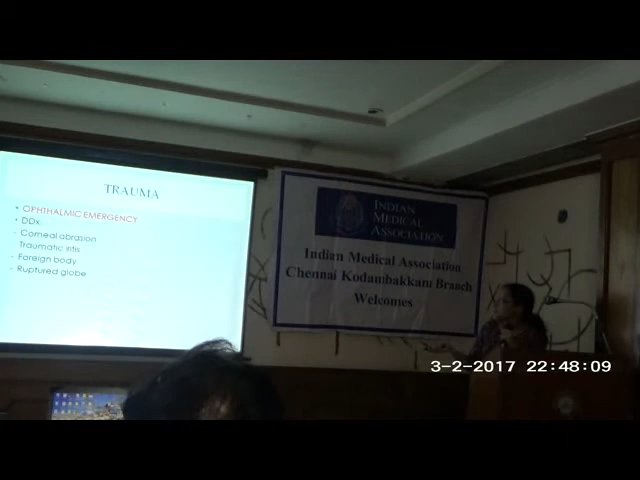 TRAUMA
• OPHTHALMIC EMERGENCY
• DDx:
- Corneal abrasion
Traumatic iritis
- Foreign body
- Ruptured globe
INDIAN
MEDICAL
ASSOCIATION
Indian Medical Association
Chennai Kodambakkam Branch
Welcomes
3-2-2017 22:48:09